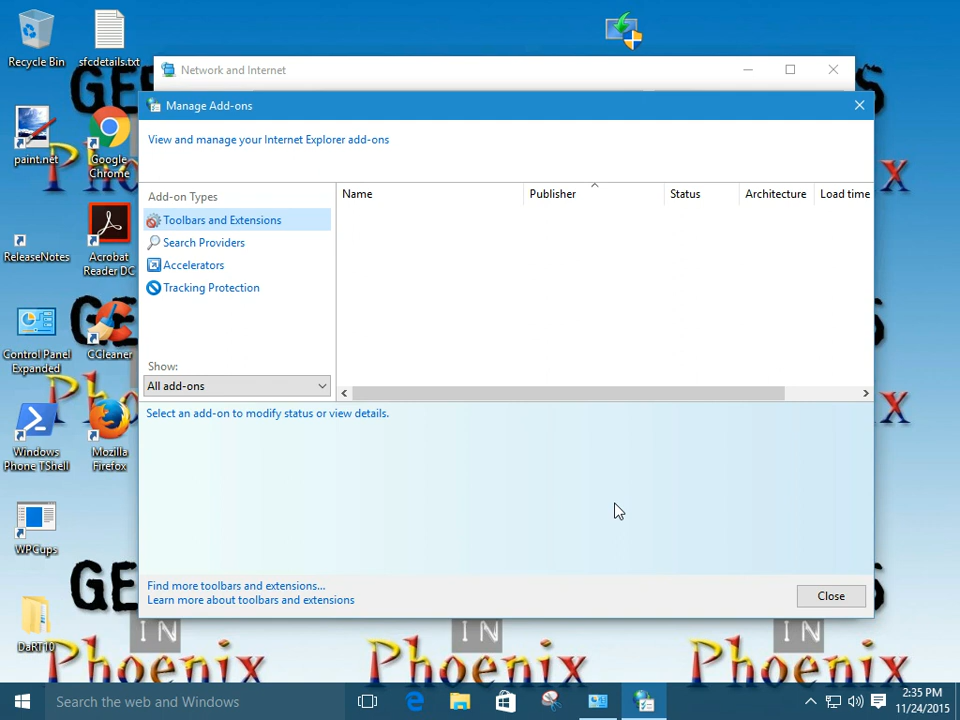 Recycle Bin
sfcdetails.txt
Network and Internet
Manage Add-ons
View and manage your Internet Explorer add-ons
paint.net
Google
Chrome
Add-on Types
Toolbars and Extensions
Search Providers
Accelerators
Tracking Protection
Name
Publisher
Status
Architecture
Load time
ReleaseNotes
Acrobat
Reader DC
Control Panel
Expanded
CCleaner
Show:
All add-ons
Select an add-on to modify status or view details.
Windows
Phone TShell
Mozilla
Firefox
WPCups
Find more toolbars and extensions...
Learn more about toolbars and extensions
Close
DaRT10
IN
IN
IN
Phoenix
Phoenix
Phoenix
Search the web and Windows
2:35 PM
11/24/2015